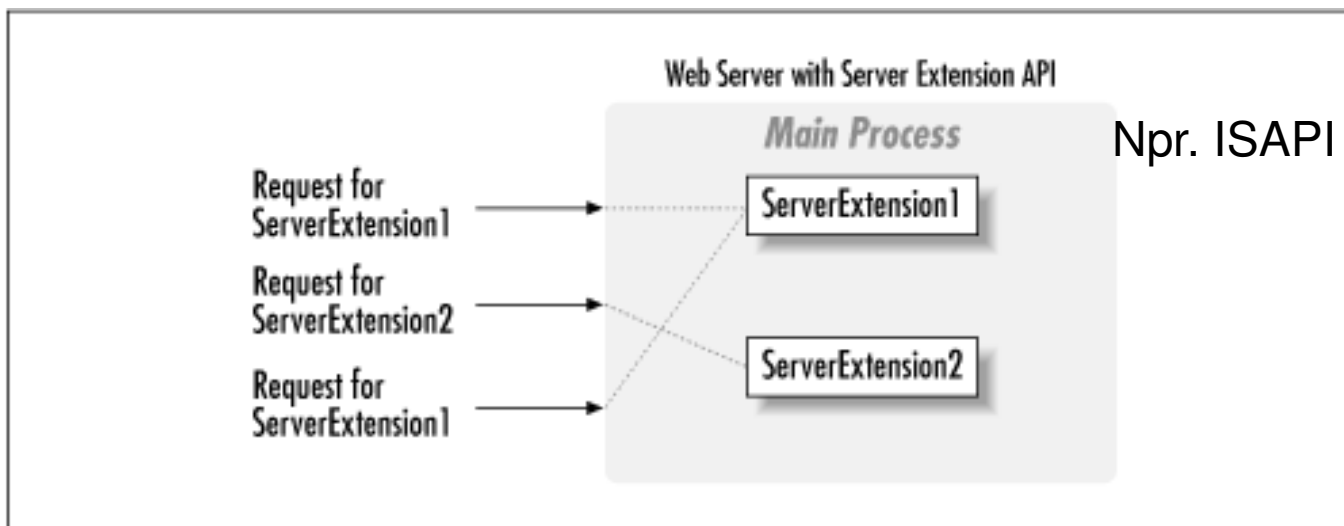 Web Server with Server Extension API
Main Process
Npr. ISAPI
Request for
ServerExtension1
ServerExtension1
Request for
ServerExtension2
ServerExtension2
Request for
ServerExtension1